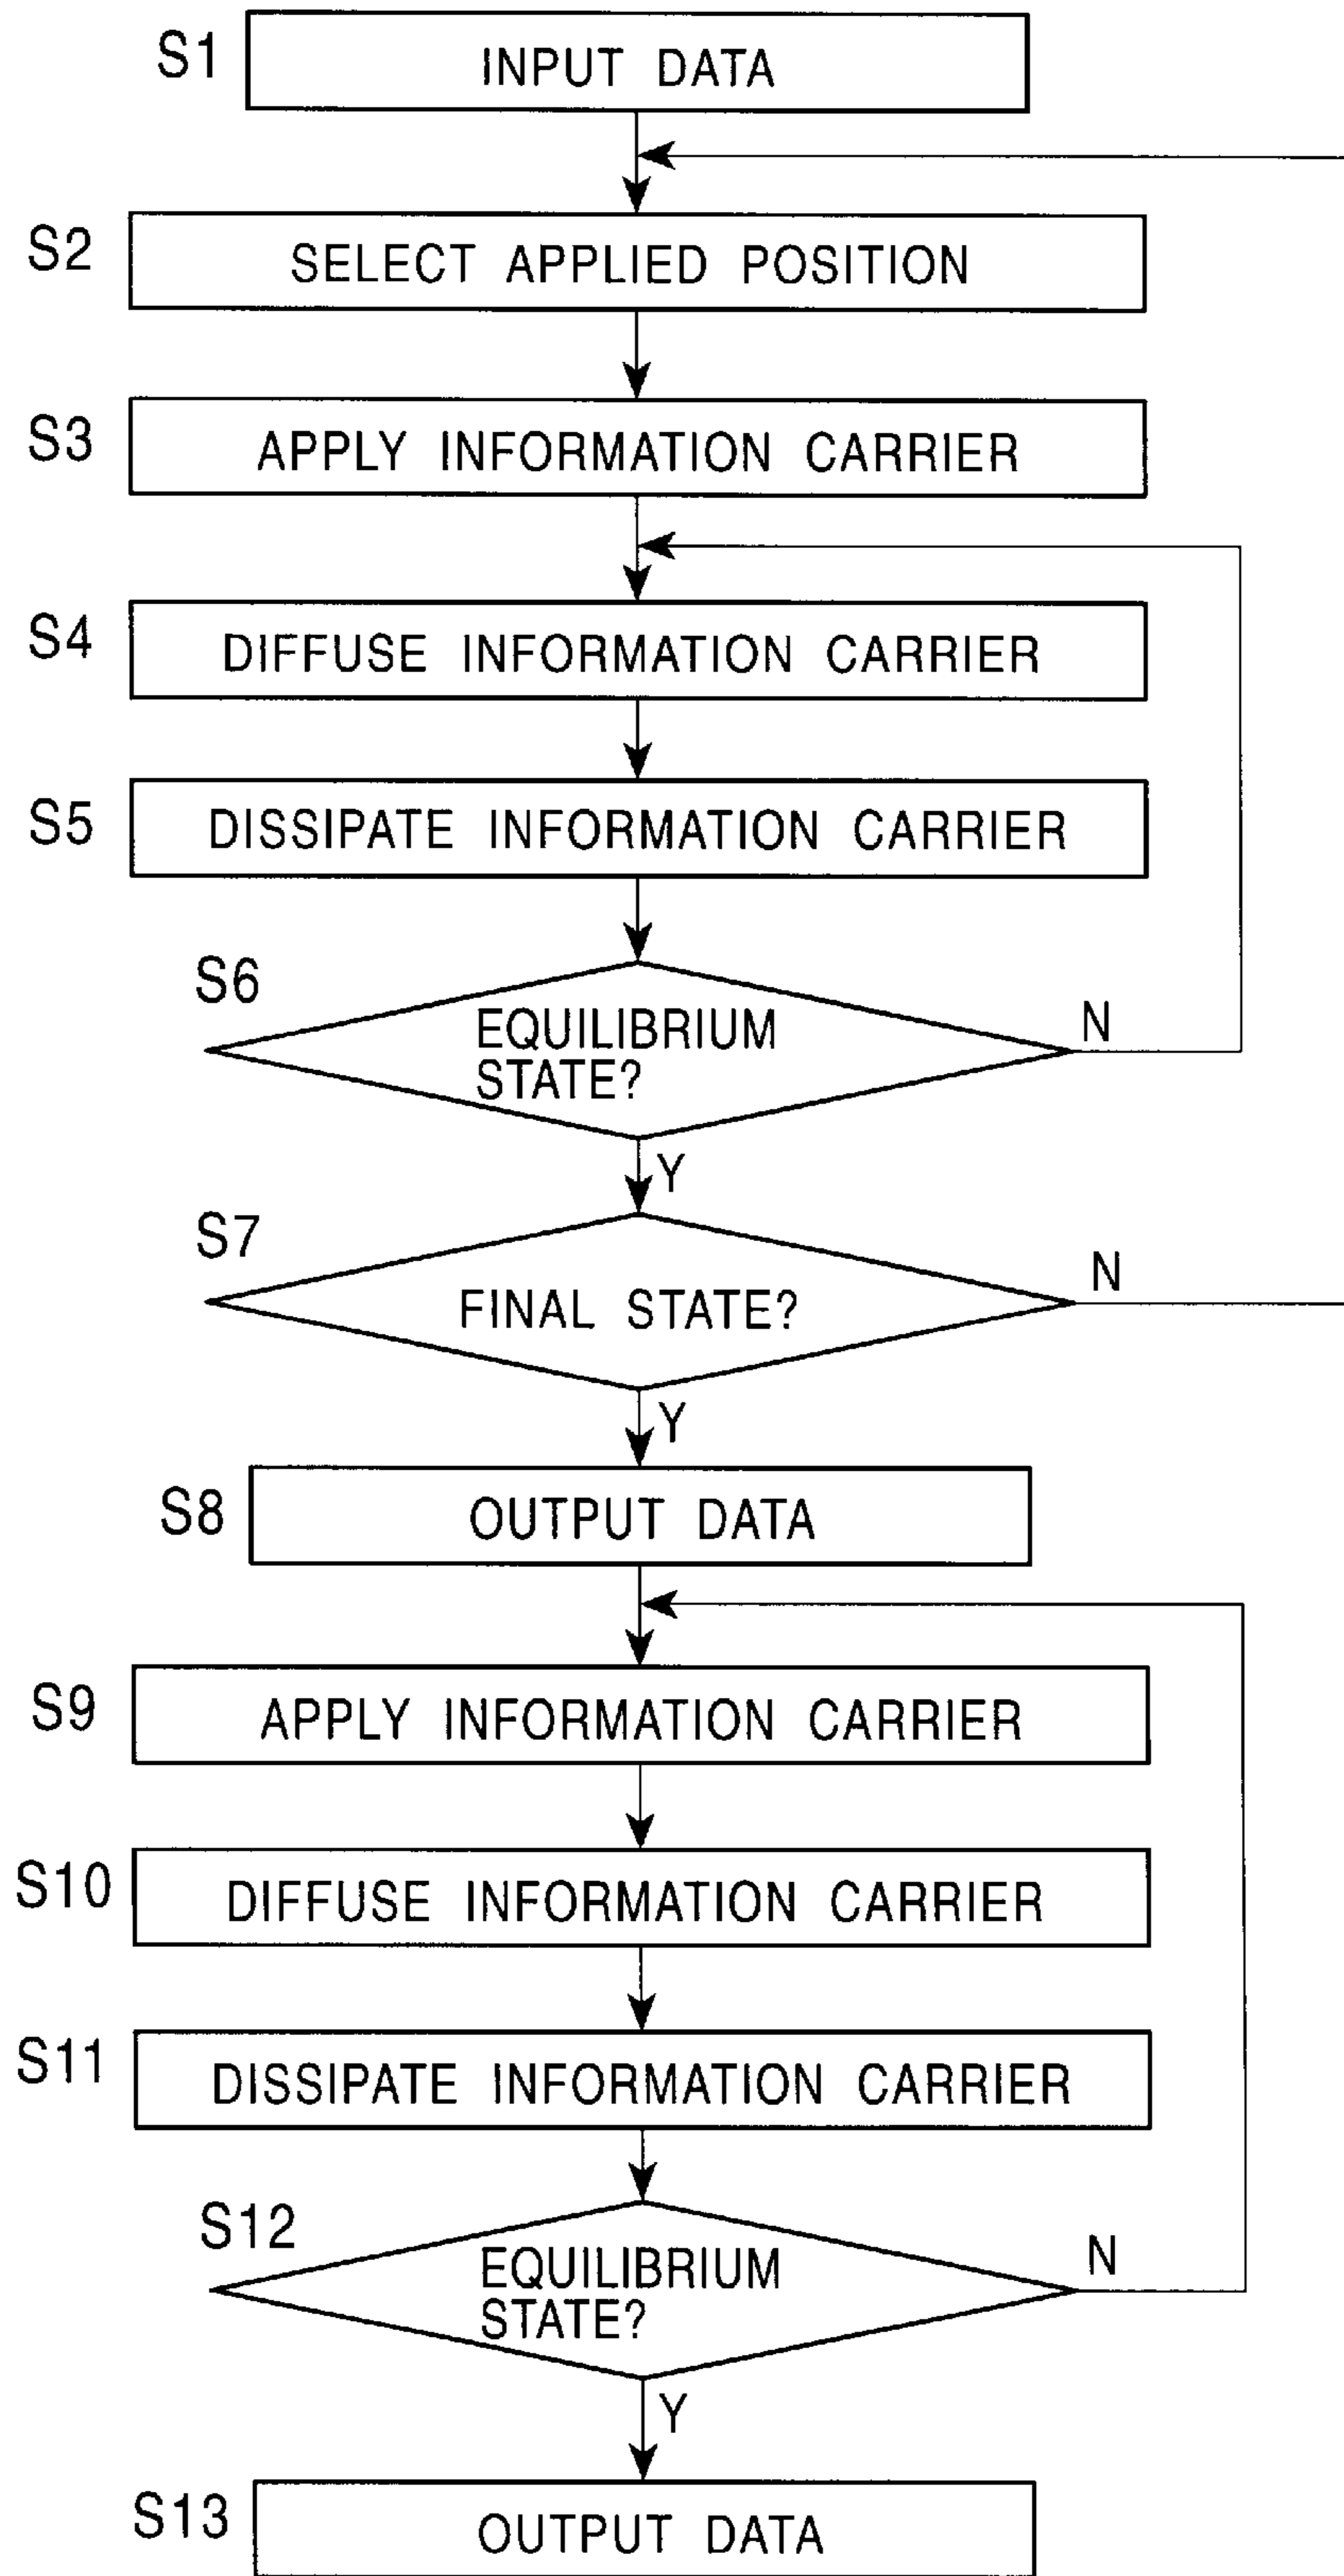 S1 INPUT DATA
S2 SELECT APPLIED POSITION
S3 APPLY INFORMATION CARRIER
S4 DIFFUSE INFORMATION CARRIER
S5 DISSIPATE INFORMATION CARRIER
S6
EQUILIBRIUM
STATE?
N
Y
S7
FINAL STATE?
N
Y
S8 OUTPUT DATA
S9 APPLY INFORMATION CARRIER
S10 DIFFUSE INFORMATION CARRIER
S11 DISSIPATE INFORMATION CARRIER
S12
EQUILIBRIUM
STATE?
N
Y
S13 OUTPUT DATA